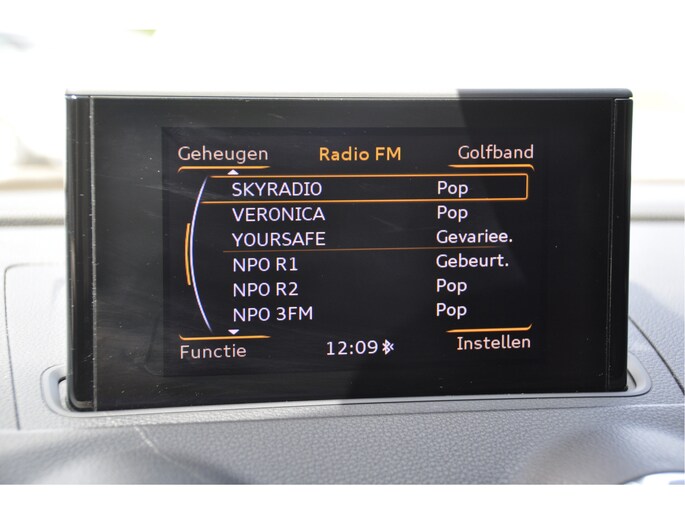 Geheugen Radio FM Golfband
SKYRADIO Pop
VERONICA Pop
YOURSAFE Gevariee.
NPO R1 Gebeurt.
NPO R2 Pop
NPO 3FM Pop
Functie 12:09 Instellen